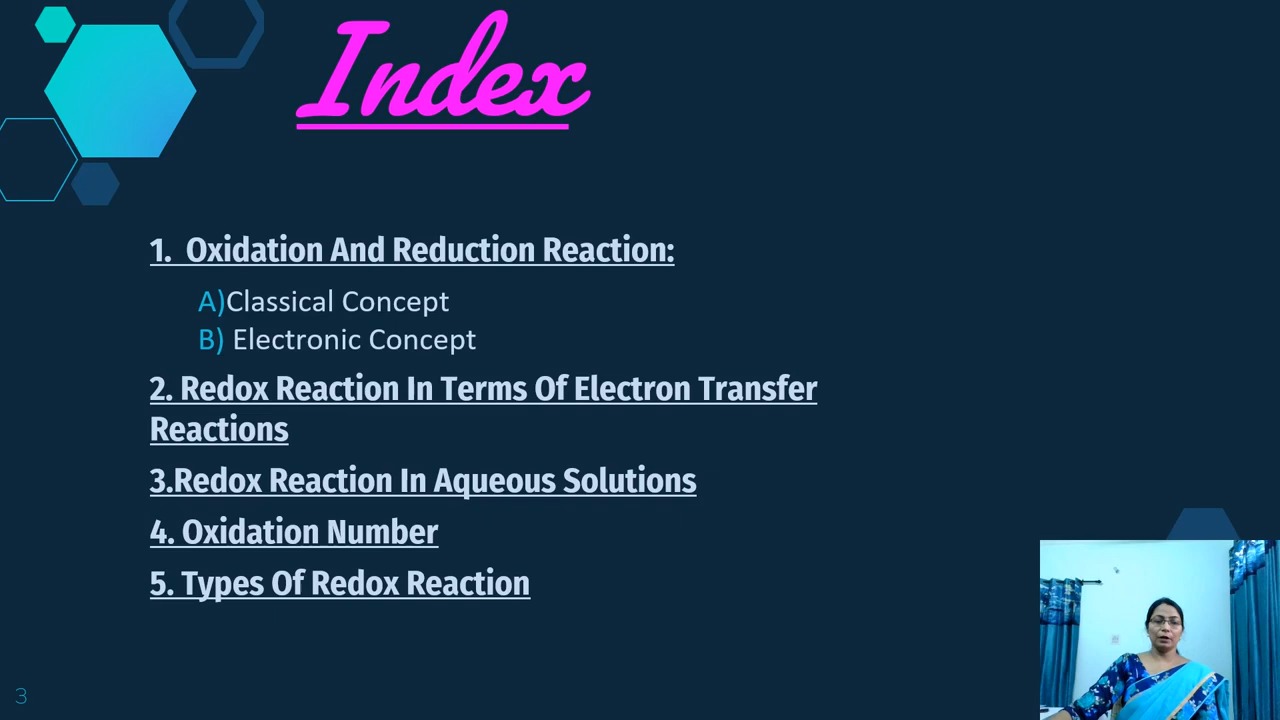 Index
1. Oxidation And Reduction Reaction:
A)Classical Concept
B) Electronic Concept
2. Redox Reaction In Terms Of Electron Transfer
Reactions
3.Redox Reaction In Aqueous Solutions
4. Oxidation Number
5. Types Of Redox Reaction
3